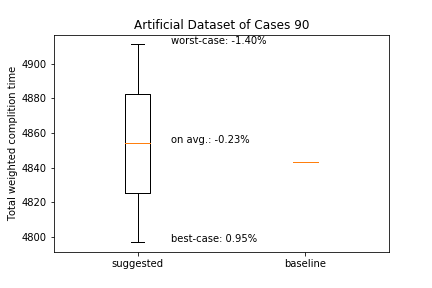 Artificial Dataset of Cases 90
worst-case: -1.40%
4900
4880
4860
on avg.: -0.23%
4840
4820
4800
best-case: 0.95%
Total weighted complition time
suggested
baseline